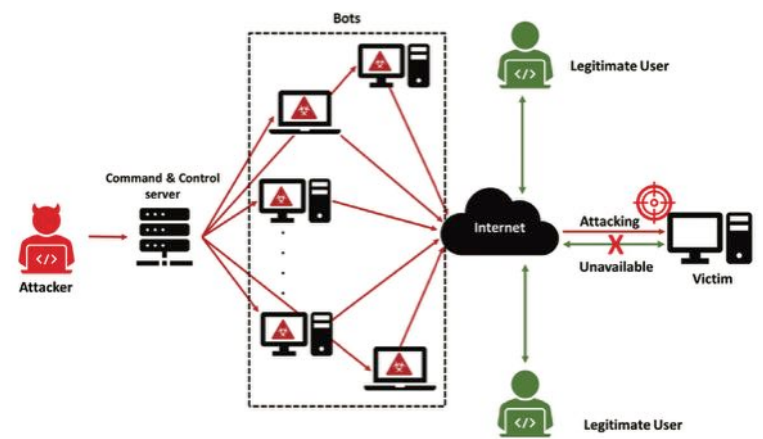 Bots
Legitimate User
Command & Control
server
</>
</>
Attacker
Internet
Attacking
Unavailable
Victim
</>
Legitimate User